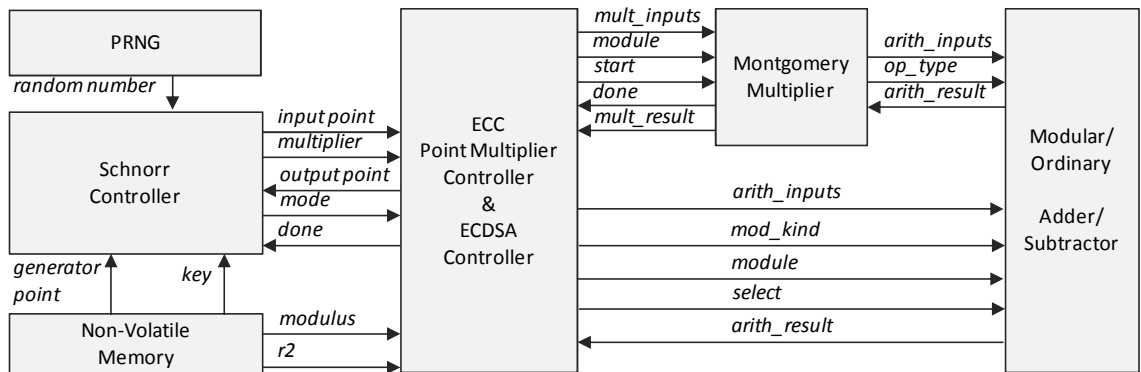 PRNG
random number
Schnorr
Controller
generator
point
key
Non-Volatile
Memory
input point
multiplier
output point
mode
done
modulus
r2
ECC
Point Multiplier
Controller
&
ECDSA
Controller
mult_inputs
module
start
done
mult_result
Montgomery
Multiplier
arith_inputs
op_type
arith_result
arith_inputs
mod_kind
module
select
arith_result
Modular/
Ordinary
Adder/
Subtractor